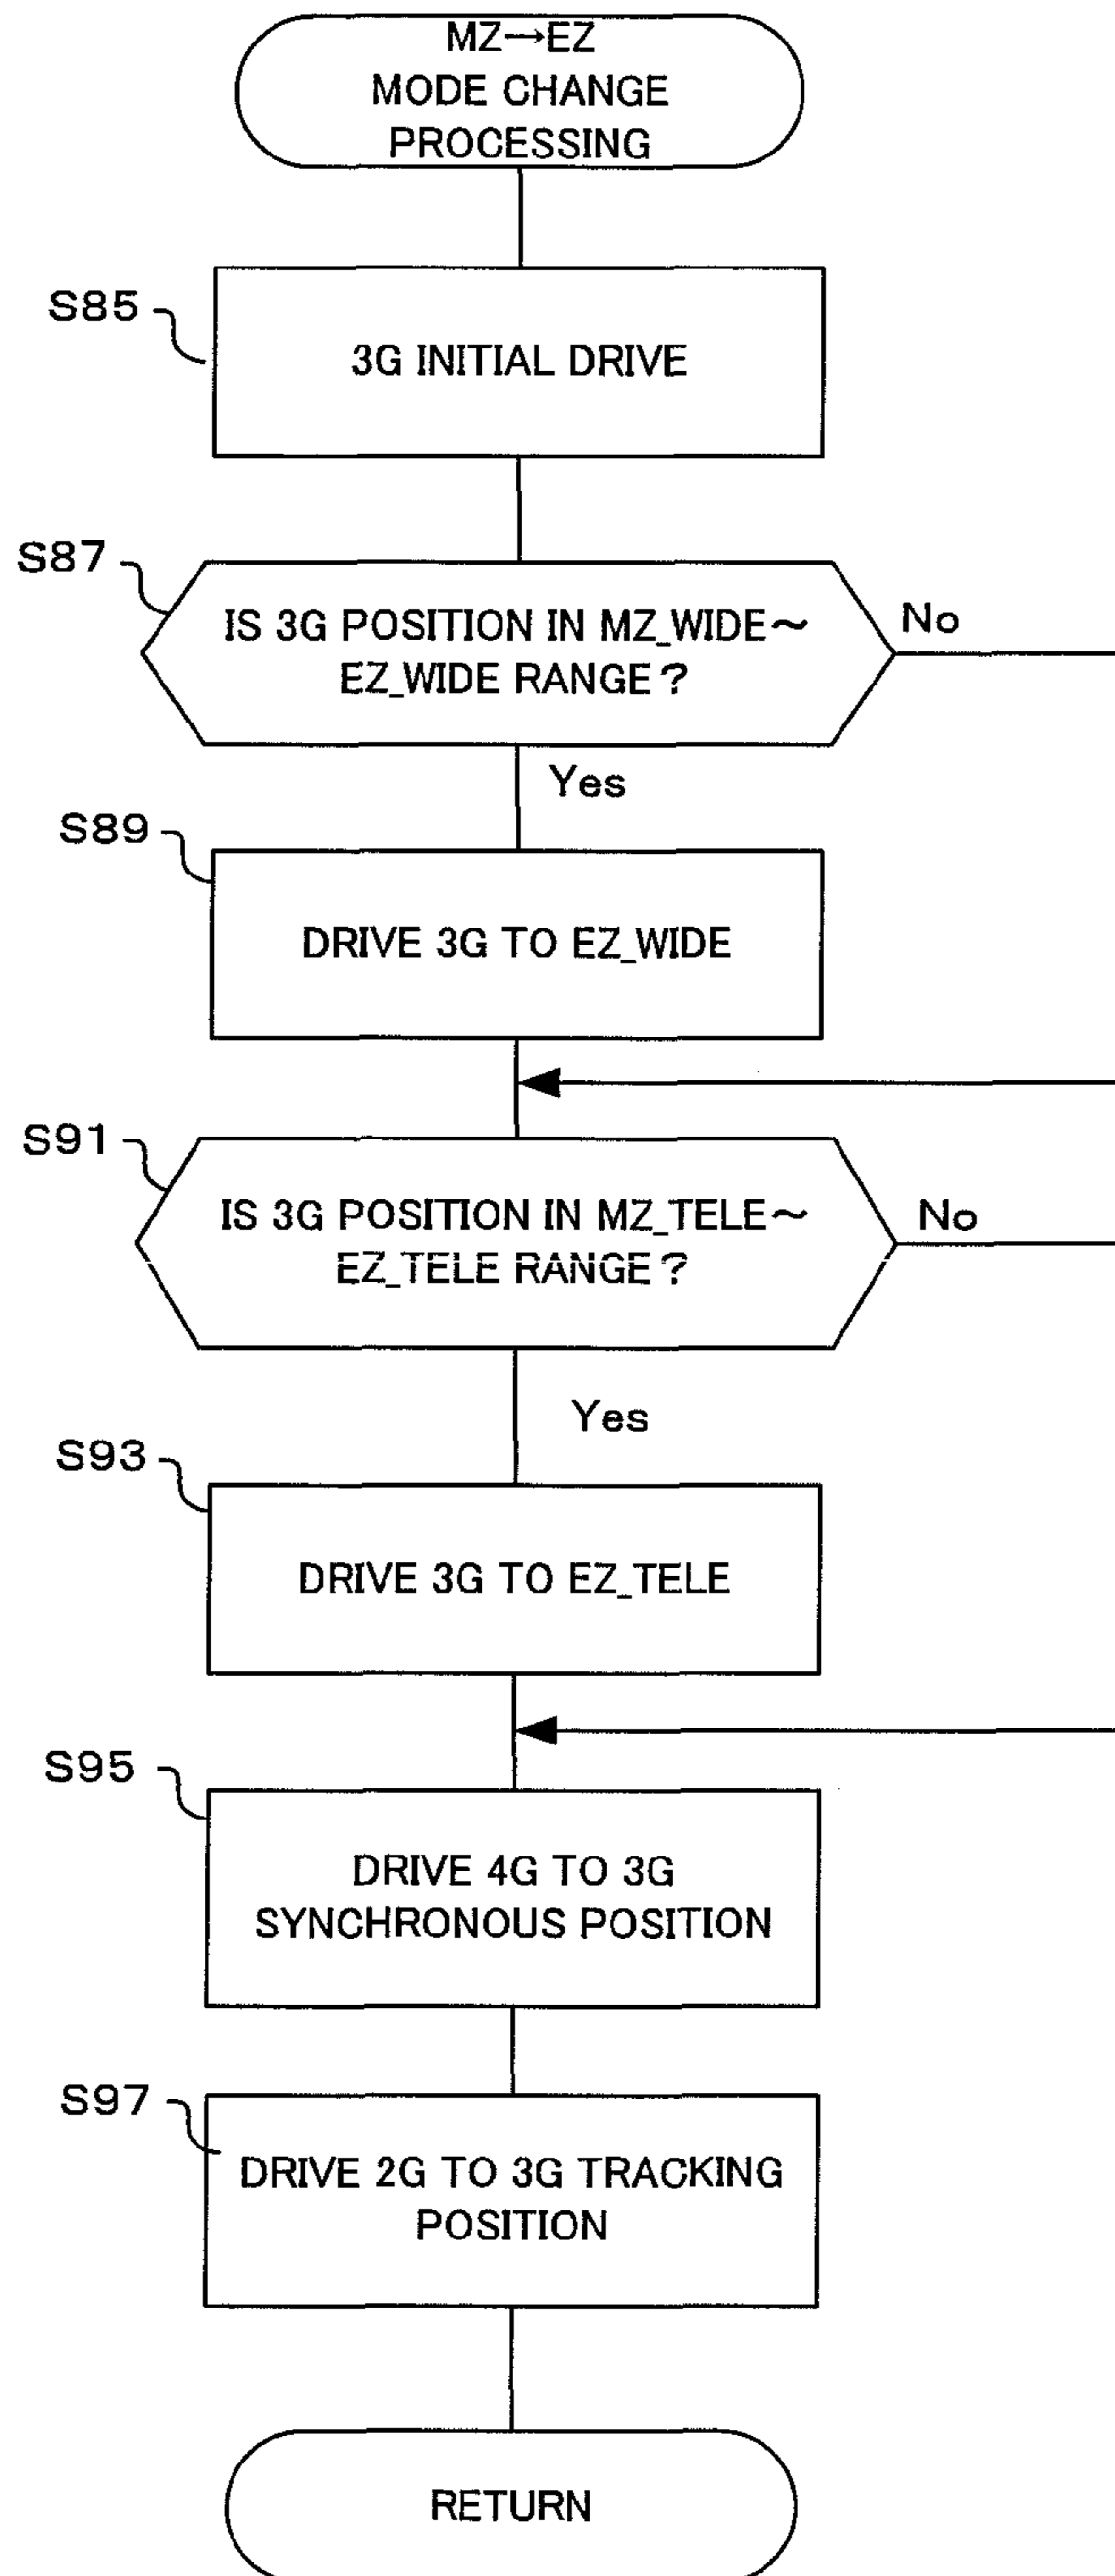 MZ→EZ
MODE CHANGE
PROCESSING
S85
3G INITIAL DRIVE
S87
IS 3G POSITION IN MZ_WIDE～
EZ_WIDE RANGE？
No
Yes
S89
DRIVE 3G TO EZ_WIDE
S91
IS 3G POSITION IN MZ_TELE～
EZ_TELE RANGE？
No
Yes
S93
DRIVE 3G TO EZ_TELE
S95
DRIVE 4G TO 3G
SYNCHRONOUS POSITION
S97
DRIVE 2G TO 3G TRACKING
POSITION
RETURN